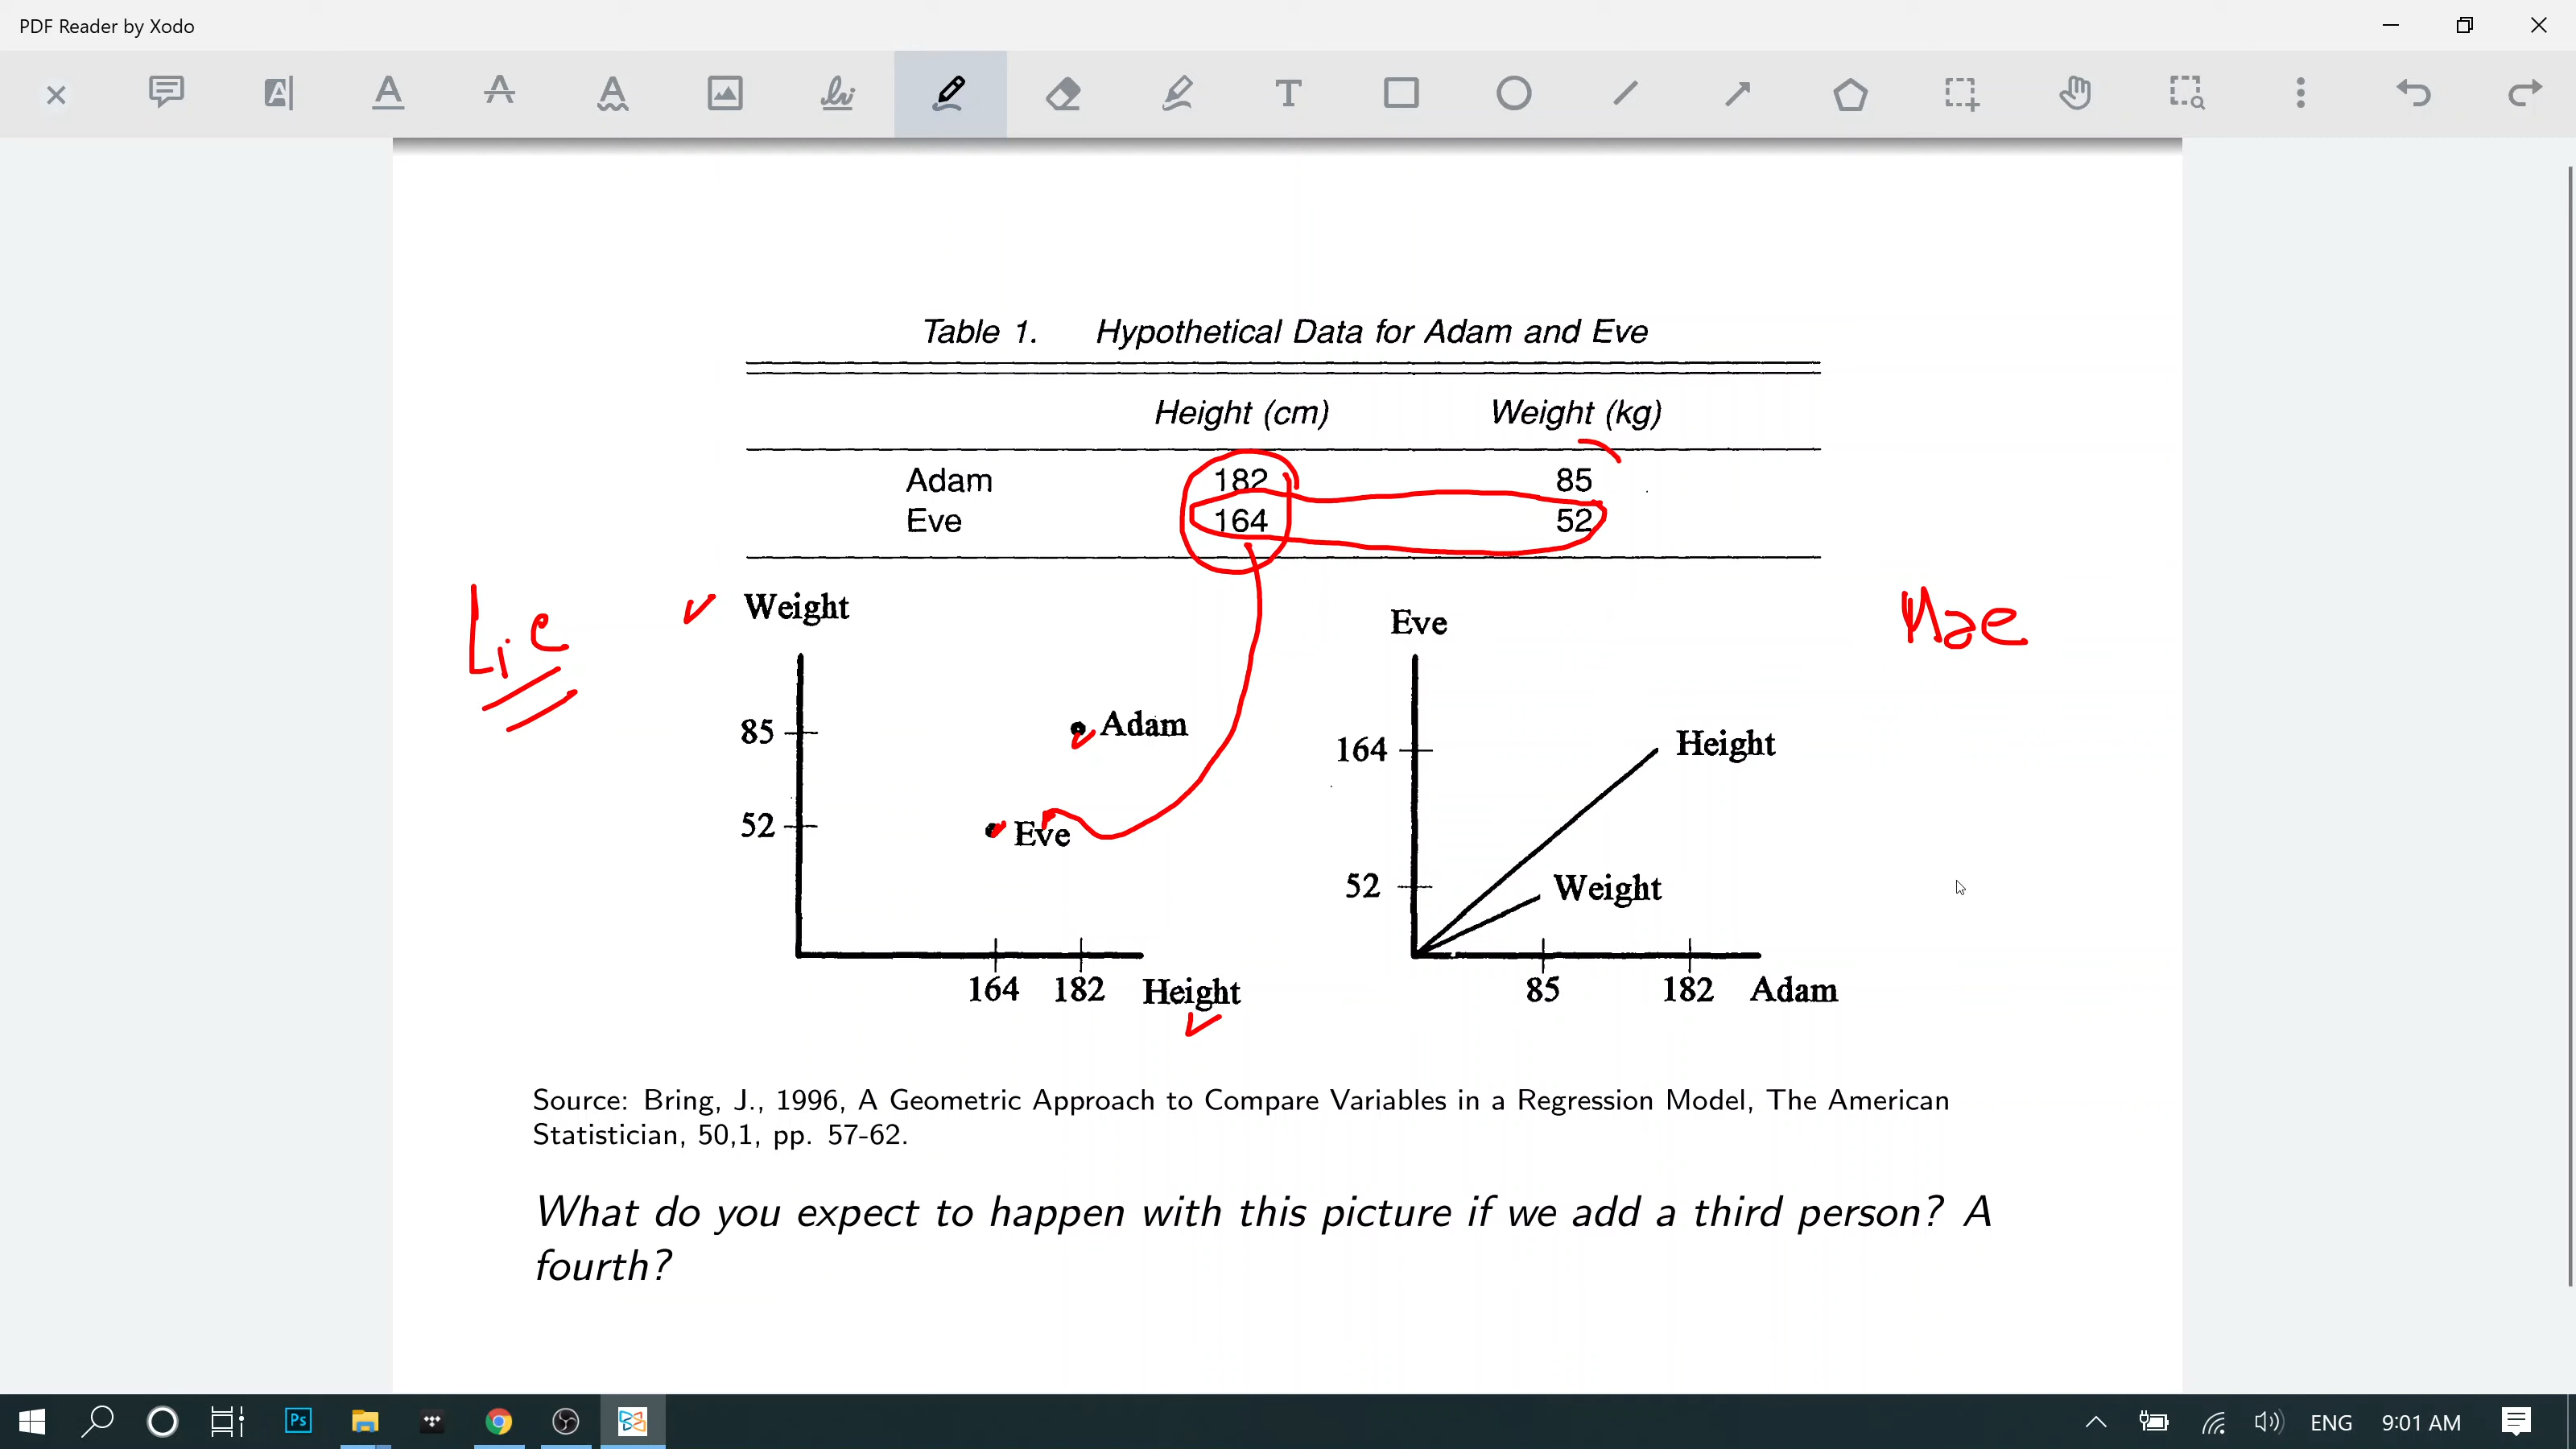 PDF Reader by Xodo
Table 1. Hypothetical Data for Adam and Eve
Height (cm) Weight (kg)
Adam 182 85
Eve 164 52
Weight
85
52
Adam
Eve
164 182 Height
Eve
164
52
Height
Weight
85 182 Adam
Source: Bring, J., 1996, A Geometric Approach to Compare Variables in a Regression Model, The American
Statistician, 50,1, pp. 57-62.
What do you expect to happen with this picture if we add a third person? A
fourth?
Ps
ENG 9:01 AM